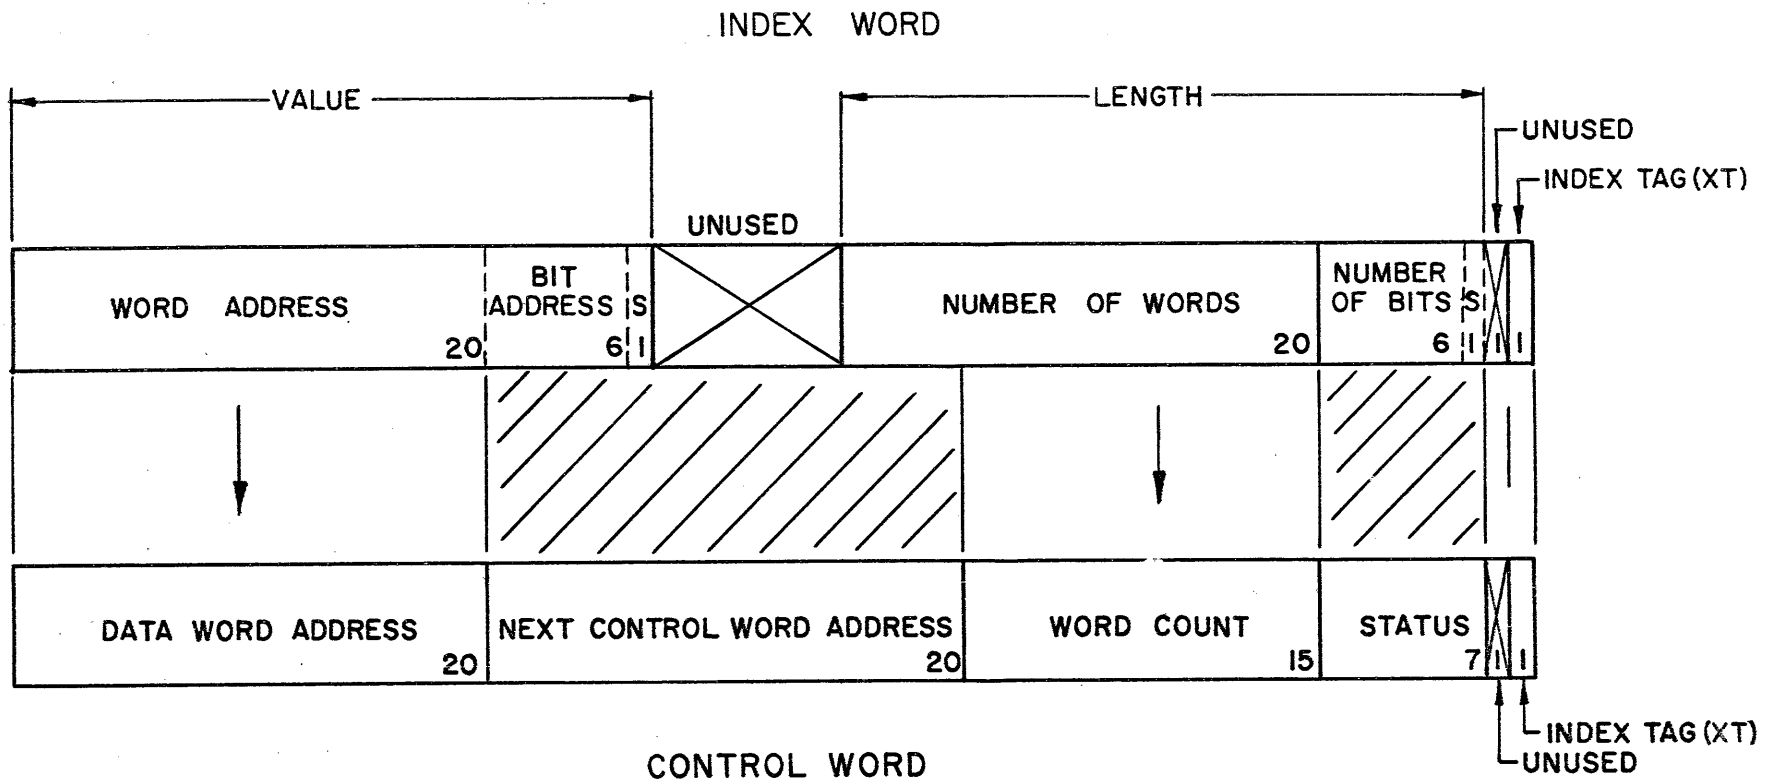 INDEX WORD
VALUE
LENGTH
UNUSED
INDEX TAG (XT)
UNUSED
WORD ADDRESS
20
BIT
ADDRESS
6
S
1
NUMBER OF WORDS
20
NUMBER
OF BITS
6
S
1
1
1
DATA WORD ADDRESS
20
NEXT CONTROL WORD ADDRESS
20
WORD COUNT
15
STATUS
7
1
1
INDEX TAG (XT)
UNUSED
CONTROL WORD